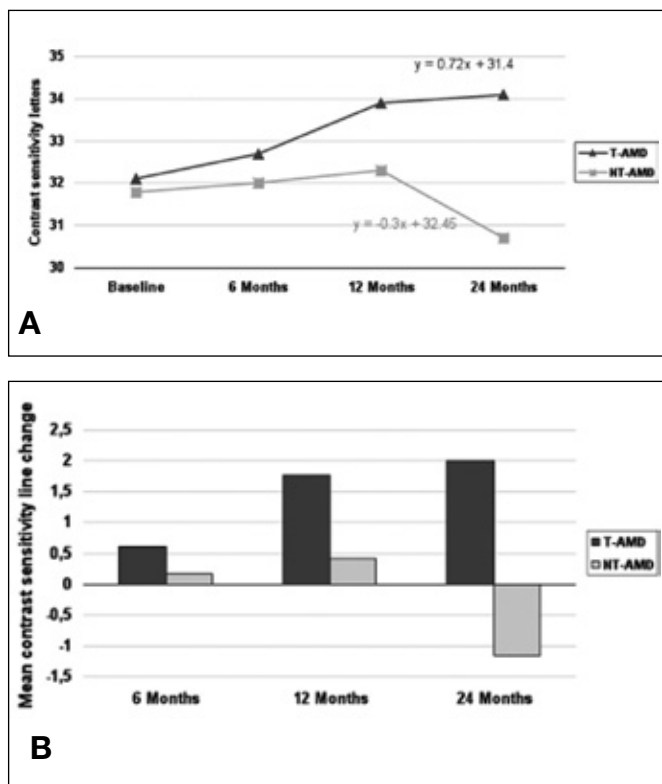 35
34
33
32
31
30
Contrast sensitivity letters
y = 0.72x + 31.4
y = -0.3x + 32.45
T-AMD
NT-AMD
Baseline 6 Months 12 Months 24 Months
A
2,5
2
1,5
1
0,5
0
-0,5
-1
-1,5
Mean contrast sensitivity line change
T-AMD
NT-AMD
6 Months 12 Months 24 Months
B